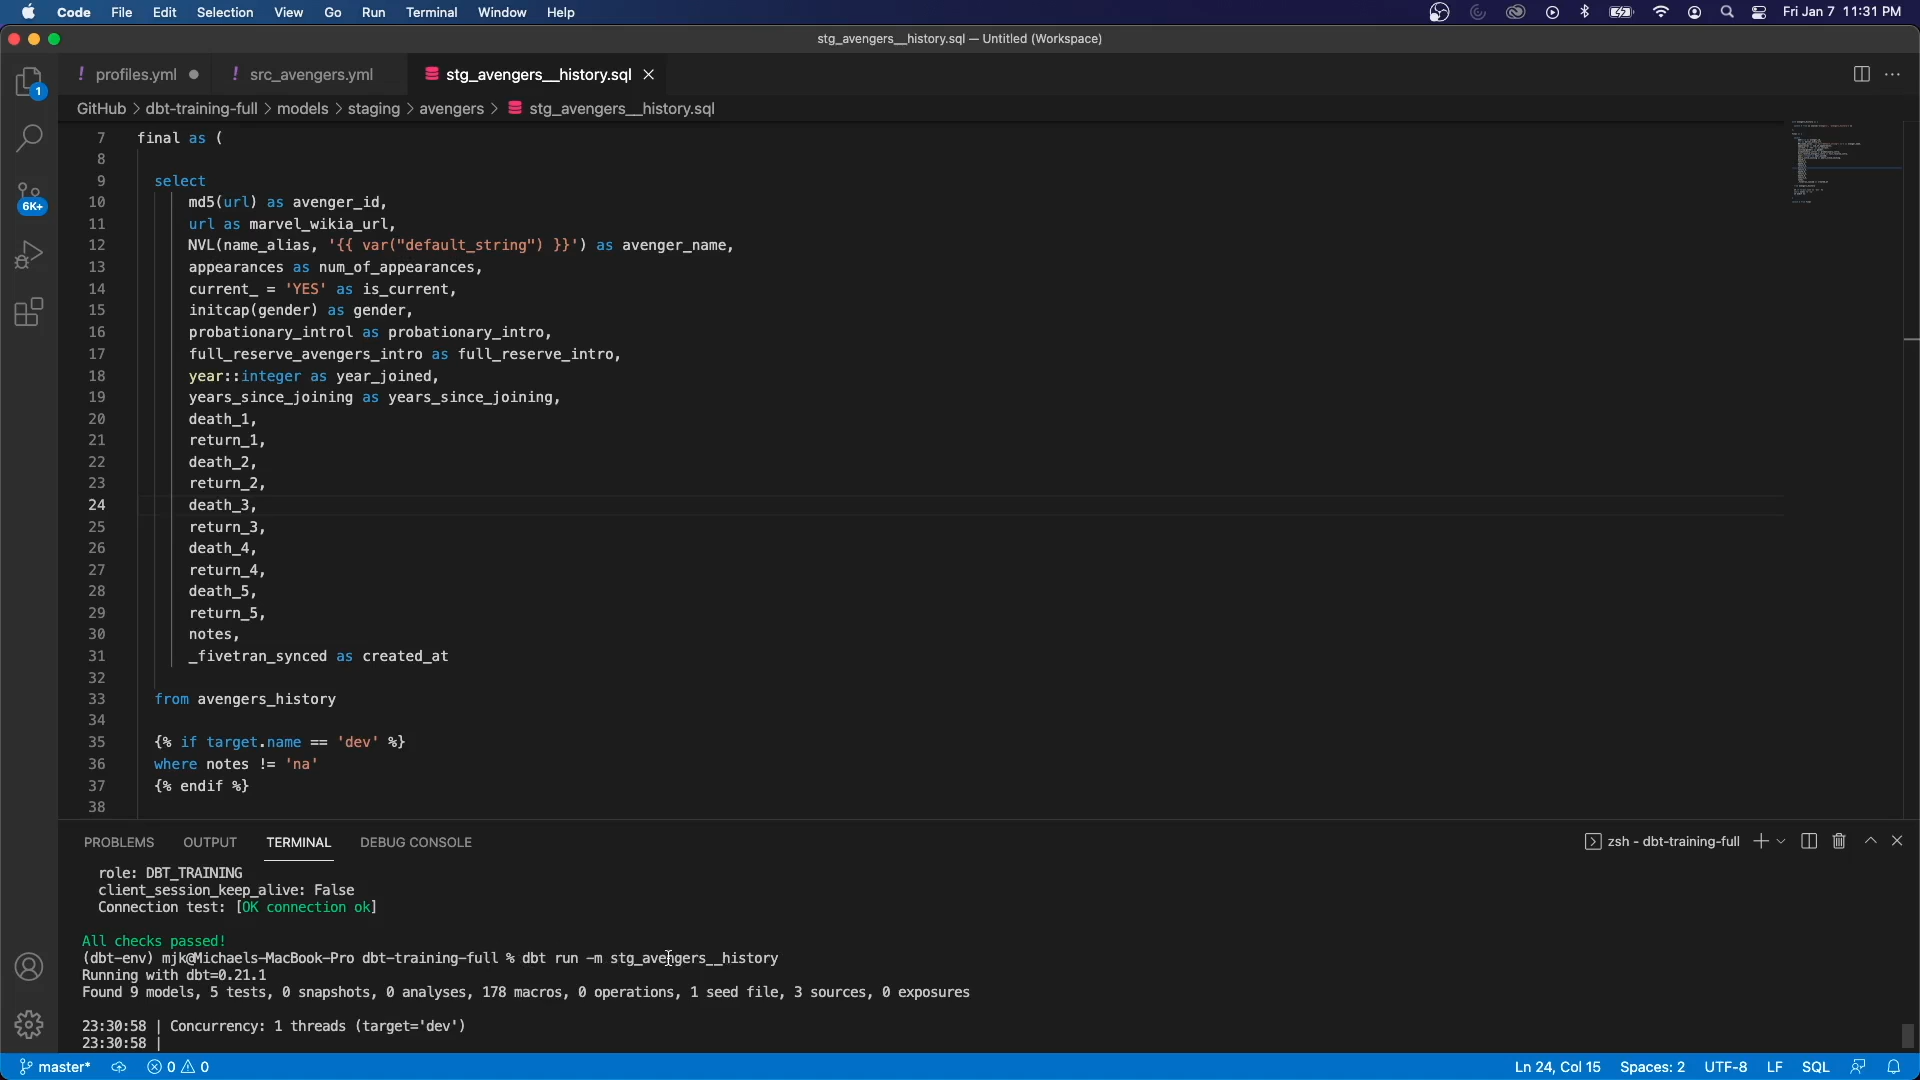 Code File Edit Selection View Go Run Terminal Window Help Fri Jan 7 11:31 PM
stg_avengers__history.sql — Untitled (Workspace)
! profiles.yml ! src_avengers.yml stg_avengers__history.sql
GitHub > dbt-training-full > models > staging > avengers > stg_avengers__history.sql
7 final as (
8
9 select
10 md5(url) as avenger_id,
11 url as marvel_wikia_url,
12 NVL(name_alias, '{{ var("default_string") }}') as avenger_name,
13 appearances as num_of_appearances,
14 current_ = 'YES' as is_current,
15 initcap(gender) as gender,
16 probationary_introl as probationary_intro,
17 full_reserve_avengers_intro as full_reserve_intro,
18 year::integer as year_joined,
19 years_since_joining as years_since_joining,
20 death_1,
21 return_1,
22 death_2,
23 return_2,
24 death_3,
25 return_3,
26 death_4,
27 return_4,
28 death_5,
29 return_5,
30 notes,
31 _fivetran_synced as created_at
32
33 from avengers_history
34
35 {% if target.name == 'dev' %}
36 where notes != 'na'
37 {% endif %}
38
1
6K+
PROBLEMS OUTPUT TERMINAL DEBUG CONSOLE zsh - dbt-training-full
role: DBT_TRAINING
client_session_keep_alive: False
Connection test: [OK connection ok]
All checks passed!
(dbt-env) mjk@Michaels-MacBook-Pro dbt-training-full % dbt run -m stg_avengers__history
Running with dbt=0.21.1
Found 9 models, 5 tests, 0 snapshots, 0 analyses, 178 macros, 0 operations, 1 seed file, 3 sources, 0 exposures
23:30:58 | Concurrency: 1 threads (target='dev')
23:30:58 |
master* 0 0 Ln 24, Col 15 Spaces: 2 UTF-8 LF SQL